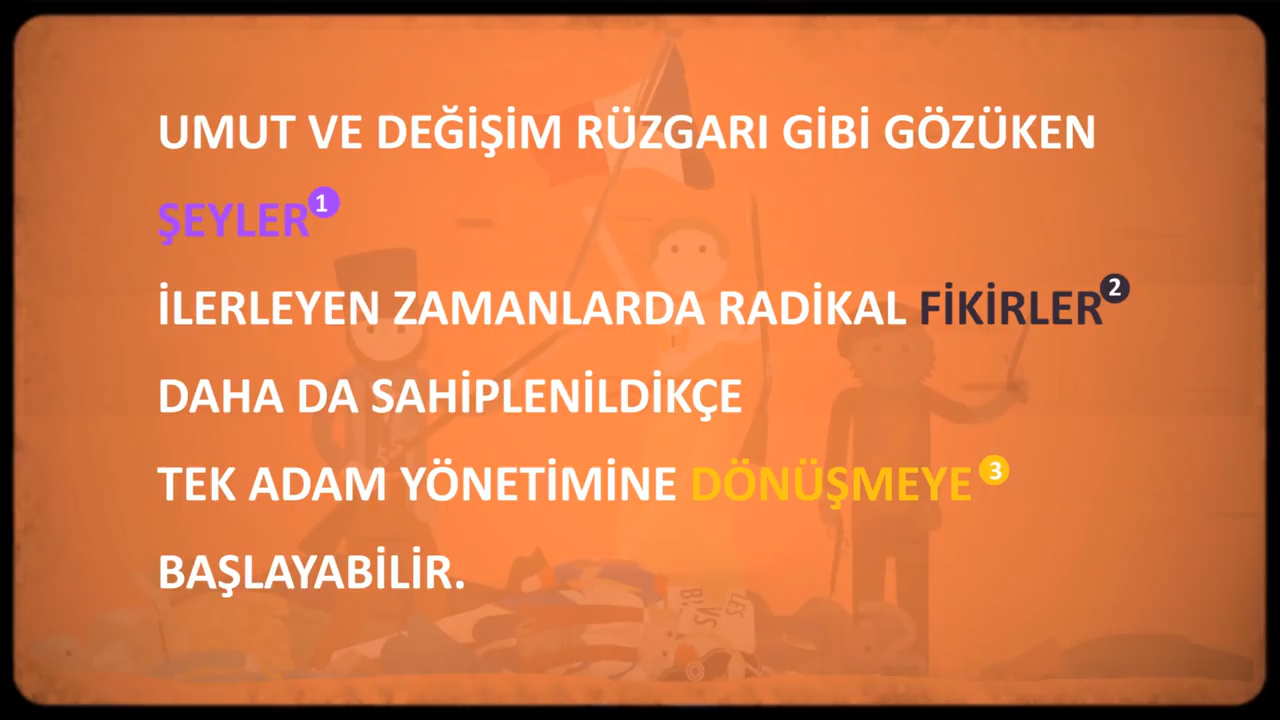 UMUT VE DEĞİŞİM RÜZGARI GİBİ GÖZÜKEN
ŞEYLER1
İLERLEYEN ZAMANLARDA RADİKAL FİKİRLER2
DAHA DA SAHİPLENİLDİKÇE
TEK ADAM YÖNETİMİNE DÖNÜŞMEYE3
BAŞLAYABİLİR.